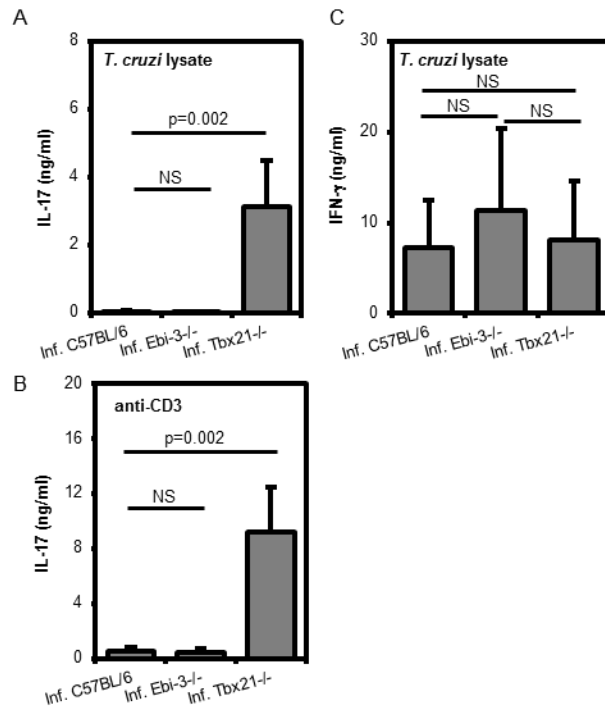 A
T. cruzi lysate
IL-17 (ng/ml)
8
6
4
2
0
p=0.002
NS
Inf. C57BL/6
Inf. Ebi-3-/-
Inf. Tbx21-/-
C
T. cruzi lysate
IFN-γ (ng/ml)
30
20
10
0
NS
NS
NS
Inf. C57BL/6
Inf. Ebi-3-/-
Inf. Tbx21-/-
B
anti-CD3
IL-17 (ng/ml)
20
16
12
8
4
0
p=0.002
NS
Inf. C57BL/6
Inf. Ebi-3-/-
Inf. Tbx21-/-